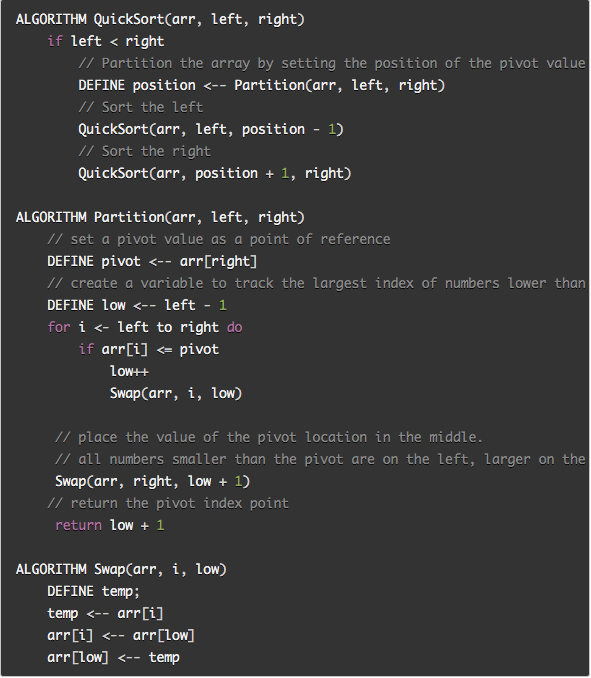 ALGORITHM QuickSort(arr, left, right)
    if left < right
        // Partition the array by setting the position of the pivot value
        DEFINE position <-- Partition(arr, left, right)
        // Sort the left
        QuickSort(arr, left, position - 1)
        // Sort the right
        QuickSort(arr, position + 1, right)

ALGORITHM Partition(arr, left, right)
    // set a pivot value as a point of reference
    DEFINE pivot <-- arr[right]
    // create a variable to track the largest index of numbers lower than
    DEFINE low <-- left - 1
    for i <- left to right do
        if arr[i] <= pivot
            low++
            Swap(arr, i, low)

     // place the value of the pivot location in the middle.
     // all numbers smaller than the pivot are on the left, larger on the
     Swap(arr, right, low + 1)
    // return the pivot index point
     return low + 1

ALGORITHM Swap(arr, i, low)
    DEFINE temp;
    temp <-- arr[i]
    arr[i] <-- arr[low]
    arr[low] <-- temp